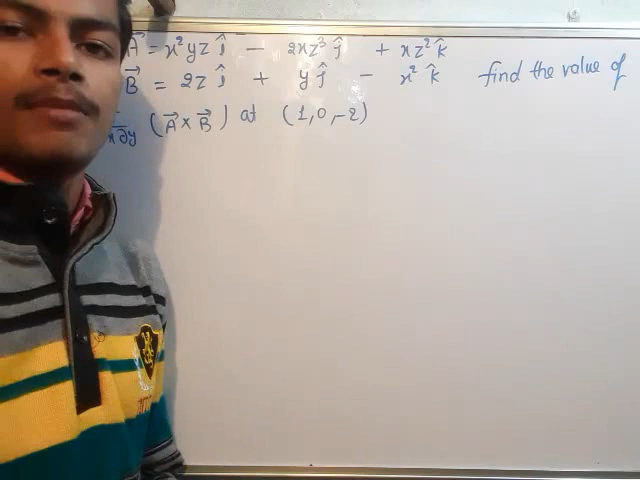 A⃗ = x²yz î − 2xz³ ĵ + xz² k̂
B⃗ = 2z î + y ĵ − x² k̂ find the value of
x∂y (A⃗ × B⃗) at (1, 0, -2)